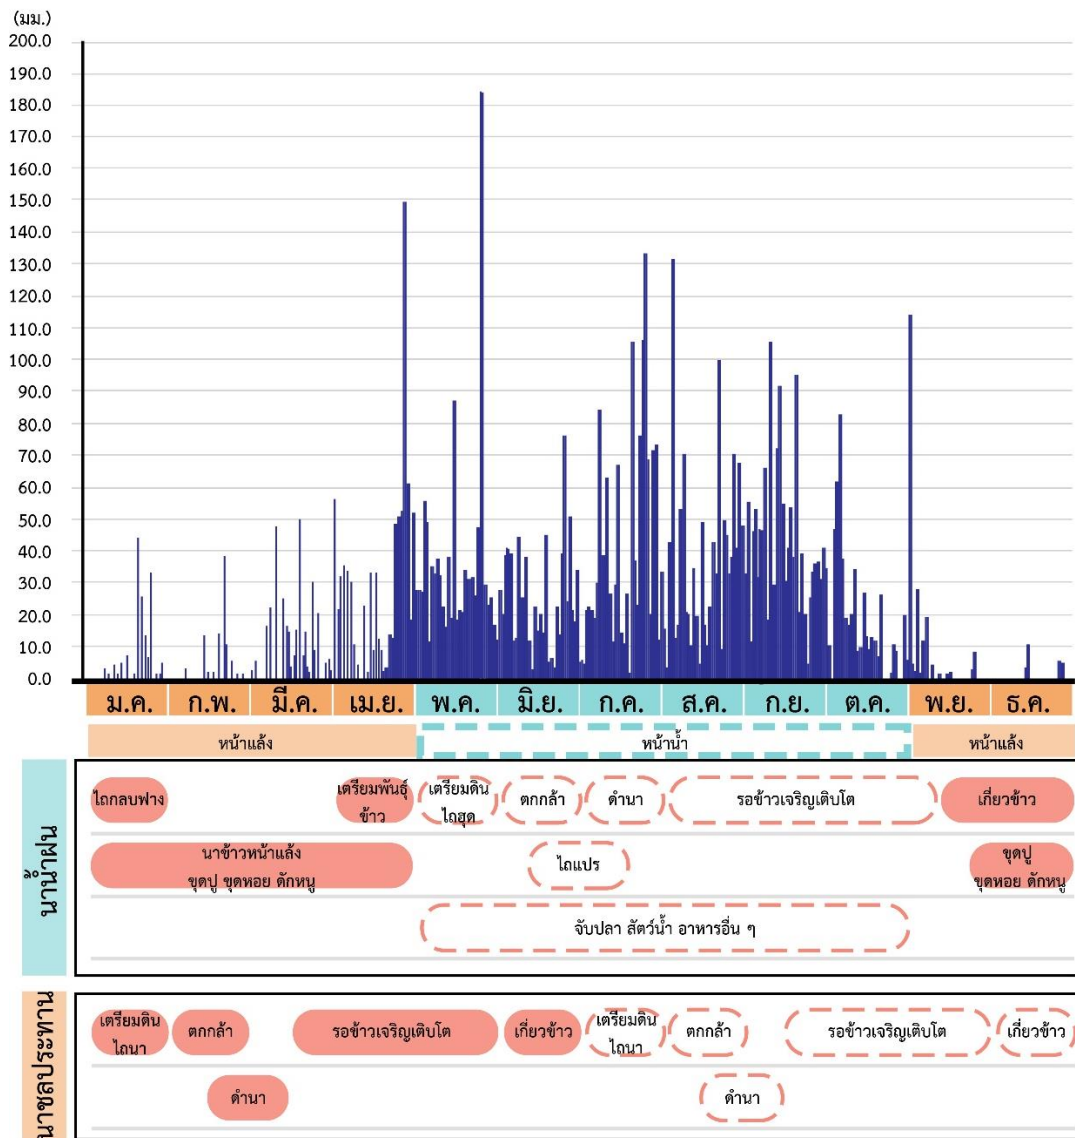 (มม.)
200.0
190.0
180.0
170.0
160.0
150.0
140.0
130.0
120.0
110.0
100.0
90.0
80.0
70.0
60.0
50.0
40.0
30.0
20.0
10.0
0.0
ม.ค. ก.พ. มี.ค. เม.ย. พ.ค. มิ.ย. ก.ค. ส.ค. ก.ย. ต.ค. พ.ย. ธ.ค.
หน้าแล้ง หน้าน้ำ หน้าแล้ง
นาน้ำฝน
ไถกลบฟาง เตรียมพันธุ์ข้าว เตรียมดินไถฮุด ตกกล้า ดำนา รอข้าวเจริญเติบโต เกี่ยวข้าว
นาข้าวหน้าแล้ง
ขุดปู ขุดหอย ดักหนู
ไถแปร
ขุดปู
ขุดหอย ดักหนู
จับปลา สัตว์น้ำ อาหารอื่น ๆ
นาชลประทาน
เตรียมดินไถนา ตกกล้า รอข้าวเจริญเติบโต เกี่ยวข้าว เตรียมดินไถนา ตกกล้า รอข้าวเจริญเติบโต เกี่ยวข้าว
ดำนา ดำนา